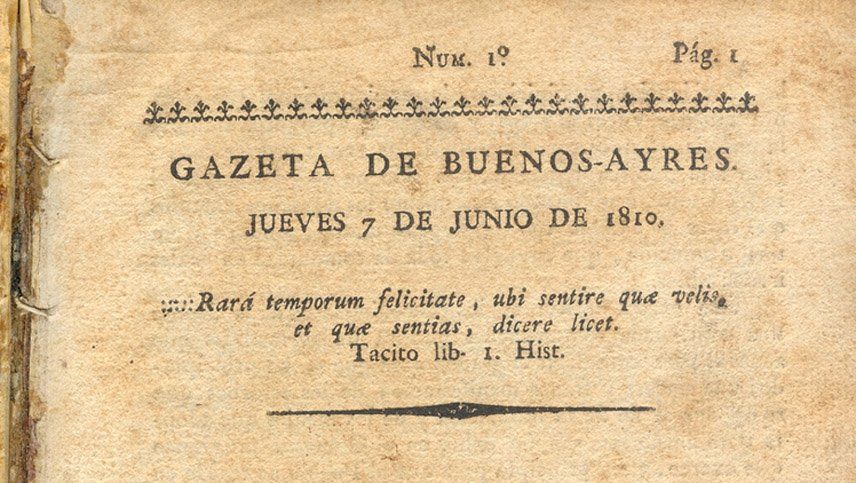 Num. 1º Pág. 1
GAZETA DE BUENOS-AYRES.
JUEVES 7 DE JUNIO DE 1810.
:::::Rará temporum felicitate, ubi sentire quæ velis,
et quæ sentias, dicere licet.
Tacito lib- 1. Hist.